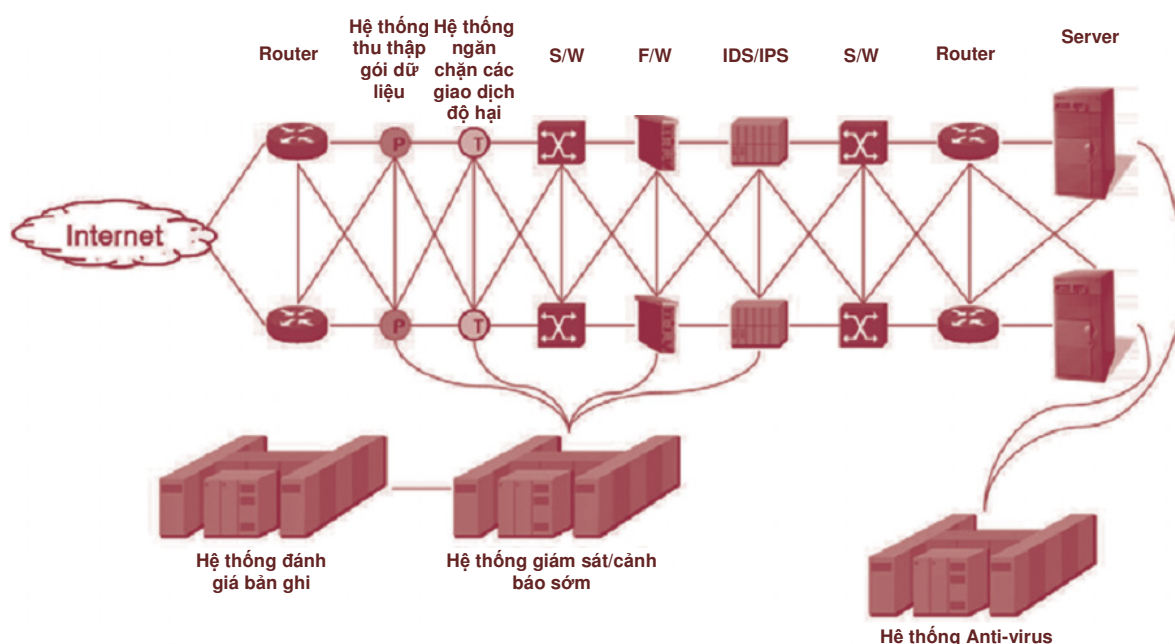 Router
Hệ thống
thu thập
gói dữ
liệu
Hệ thống
ngăn
chặn các
giao dịch
độ hại
S/W
F/W
IDS/IPS
S/W
Router
Server
P
T
Internet
P
T
Hệ thống đánh
giá bản ghi
Hệ thống giám sát/cảnh
báo sớm
Hệ thống Anti-virus